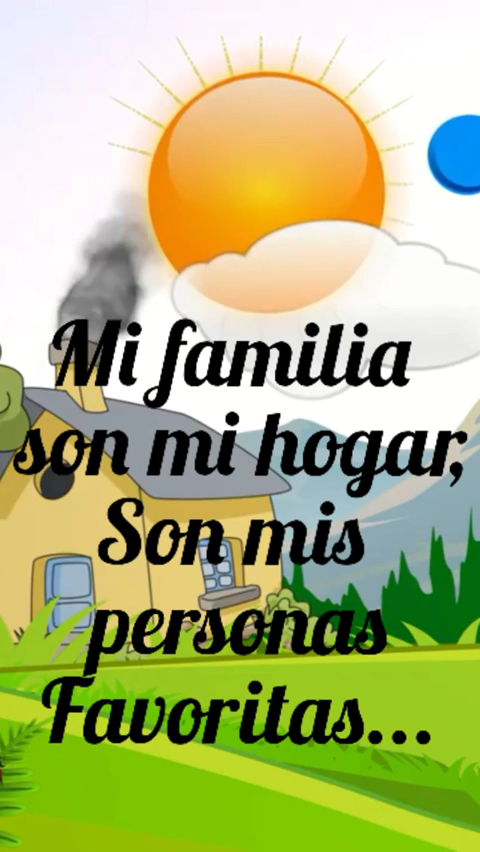 Mi familia
son mi hogar,
Son mis
personas
Favoritas...